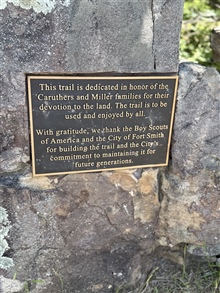 This trail is dedicated in honor of the
Caruthers and Miller families for their
devotion to the land. The trail is to be
used and enjoyed by all.
With gratitude, we thank the Boy Scouts
of America and the City of Fort Smith
for building the trail and the City's
commitment to maintaining it for
future generations.